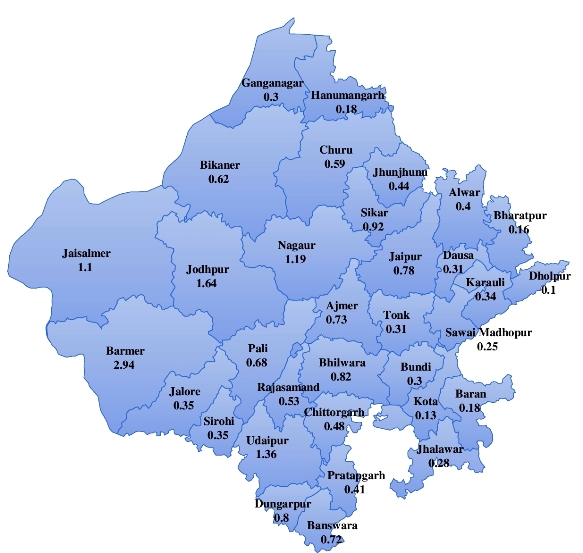 Ganganagar
0.3
Hanumangarh
0.18
Churu
0.59
Bikaner
0.62
Jhunjhunu
0.44
Alwar
0.4
Sikar
0.92
Bharatpur
0.16
Nagaur
1.19
Jaisalmer
1.1
Jodhpur
1.64
Jaipur
0.78
Dausa
0.31
Karauli
0.34
Dholpur
0.1
Ajmer
0.73
Tonk
0.31
Sawai Madhopur
0.25
Barmer
2.94
Pali
0.68
Bhilwara
0.82
Bundi
0.3
Jalore
0.35
Rajasamand
0.53
Kota
0.13
Baran
0.18
Sirohi
0.35
Chittorgarh
0.48
Udaipur
1.36
Jhalawar
0.28
Pratapgarh
0.41
Dungarpur
0.8
Banswara
0.72